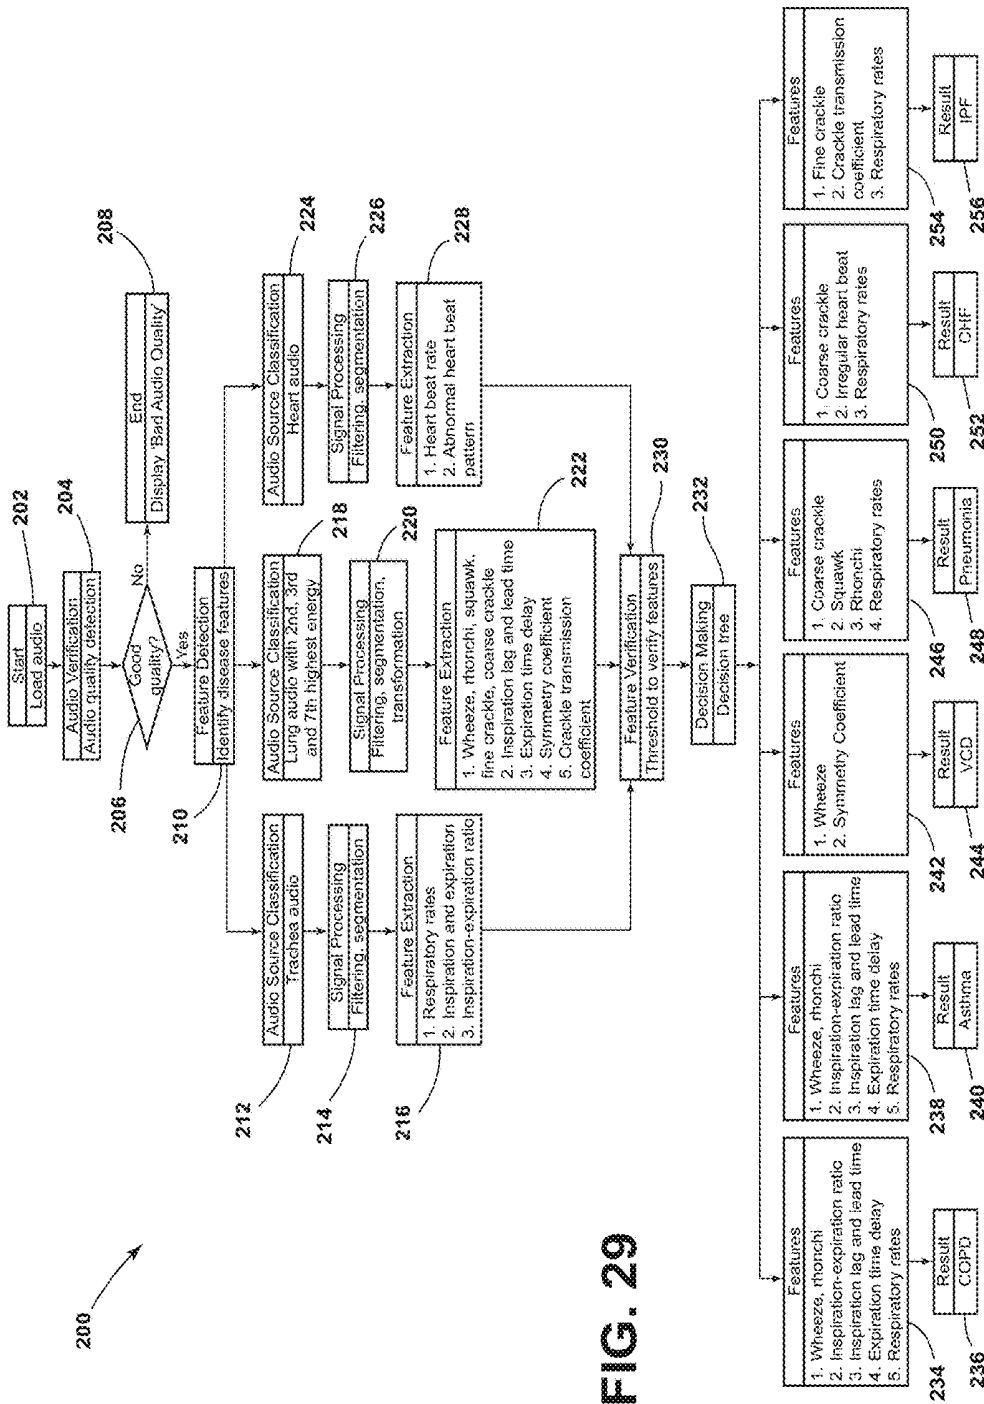 200
Start
Load audio
202
Audio Verification
Audio quality detection
204
Good
quality?
206
No
Yes
End
Display 'Bad Audio Quality'
208
Feature Detection
Identify disease features
210
Audio Source Classification
Trachea audio
212
Signal Processing
Filtering, segmentation
214
Feature Extraction
1. Respiratory rates
2. Inspiration and expiration
3. Inspiration-expiration ratio
216
Audio Source Classification
Lung audio with 2nd, 3rd
and 7th highest energy
218
Signal Processing
Filtering, segmentation,
transformation
220
Feature Extraction
1. Wheeze, rhonchi, squawk,
fine crackle, coarse crackle
2. Inspiration lag and lead time
3. Expiration time delay
4. Symmetry coefficient
5. Crackle transmission
coefficient
222
Audio Source Classification
Heart audio
224
Signal Processing
Filtering, segmentation
226
Feature Extraction
1. Heart beat rate
2. Abnormal heart beat
pattern
228
Feature Verification
Threshold to verify features
230
Decision Making
Decision tree
232
Features
1. Wheeze, rhonchi
2. Inspiration-expiration ratio
3. Inspiration lag and lead time
4. Expiration time delay
5. Respiratory rates
234
Result
COPD
236
Features
1. Wheeze, rhonchi
2. Inspiration-expiration ratio
3. Inspiration lag and lead time
4. Expiration time delay
5. Respiratory rates
238
Result
Asthma
240
Features
1. Wheeze
2. Symmetry Coefficient
242
Result
VCD
244
Features
1. Coarse crackle
2. Squawk
3. Rhonchi
4. Respiratory rates
246
Result
Pneumonia
248
Features
1. Coarse crackle
2. Irregular heart beat
3. Respiratory rates
250
Result
CHF
252
Features
1. Fine crackle
2. Crackle transmission
coefficient
3. Respiratory rates
254
Result
IPF
256
FIG. 29